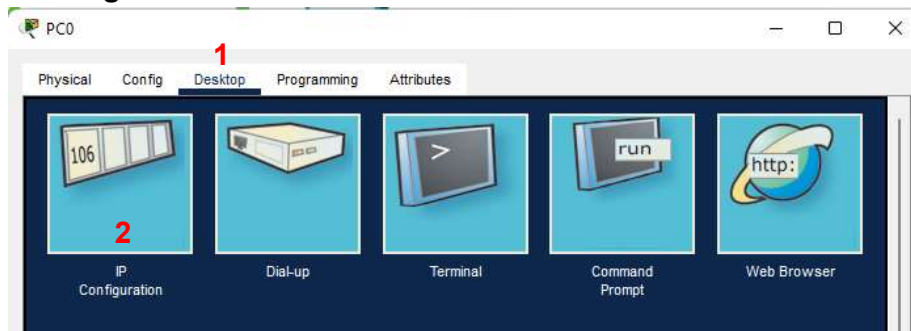 PC0
1
Physical Config Desktop Programming Attributes
106
>
run
http:
2
IP
Configuration
Dial-up
Terminal
Command
Prompt
Web Browser